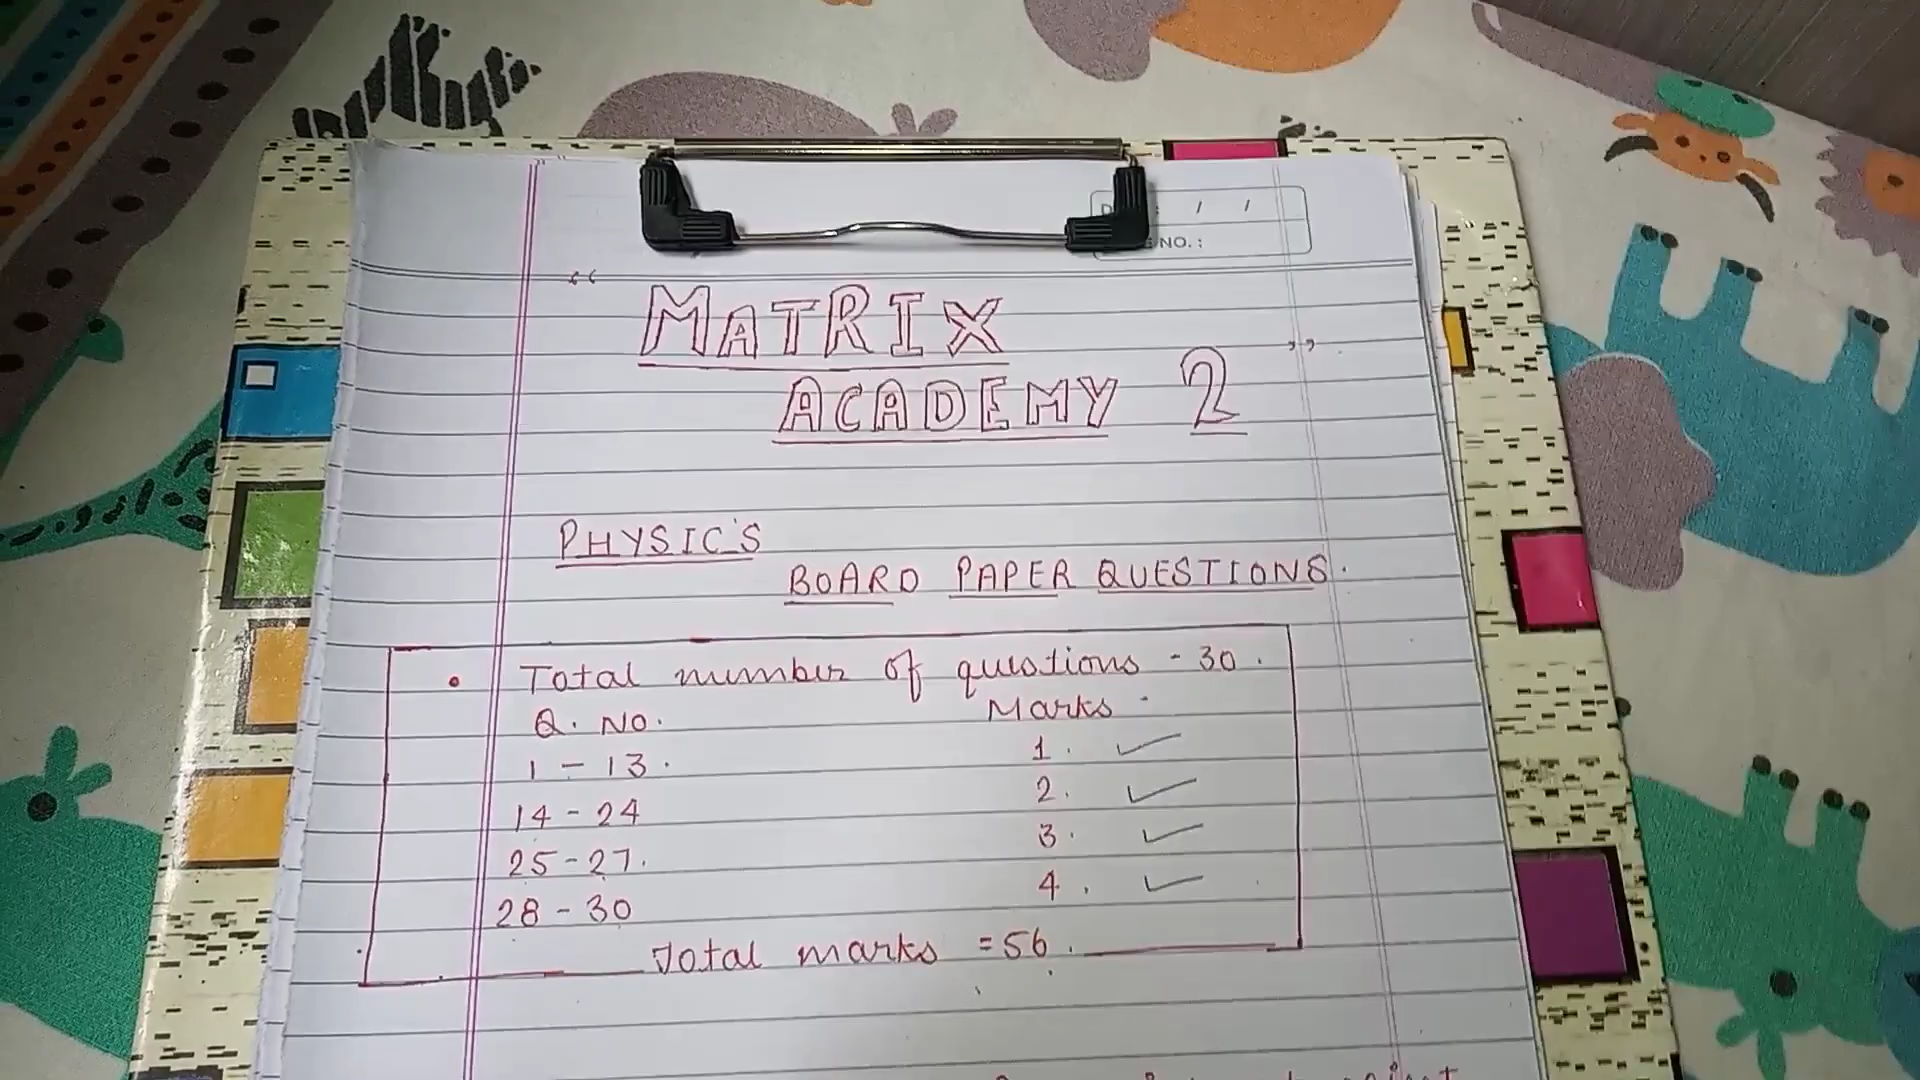 / /
NO. :
“ MATRIX
ACADEMY 2 ”
PHYSIC'S
BOARD PAPER QUESTIONS.
• Total number of questions - 30.
Q. No. Marks -
1 - 13. 1. ✓
14 - 24 2. ✓
25 - 27. 3. ✓
28 - 30 4. ✓
Total marks = 56.